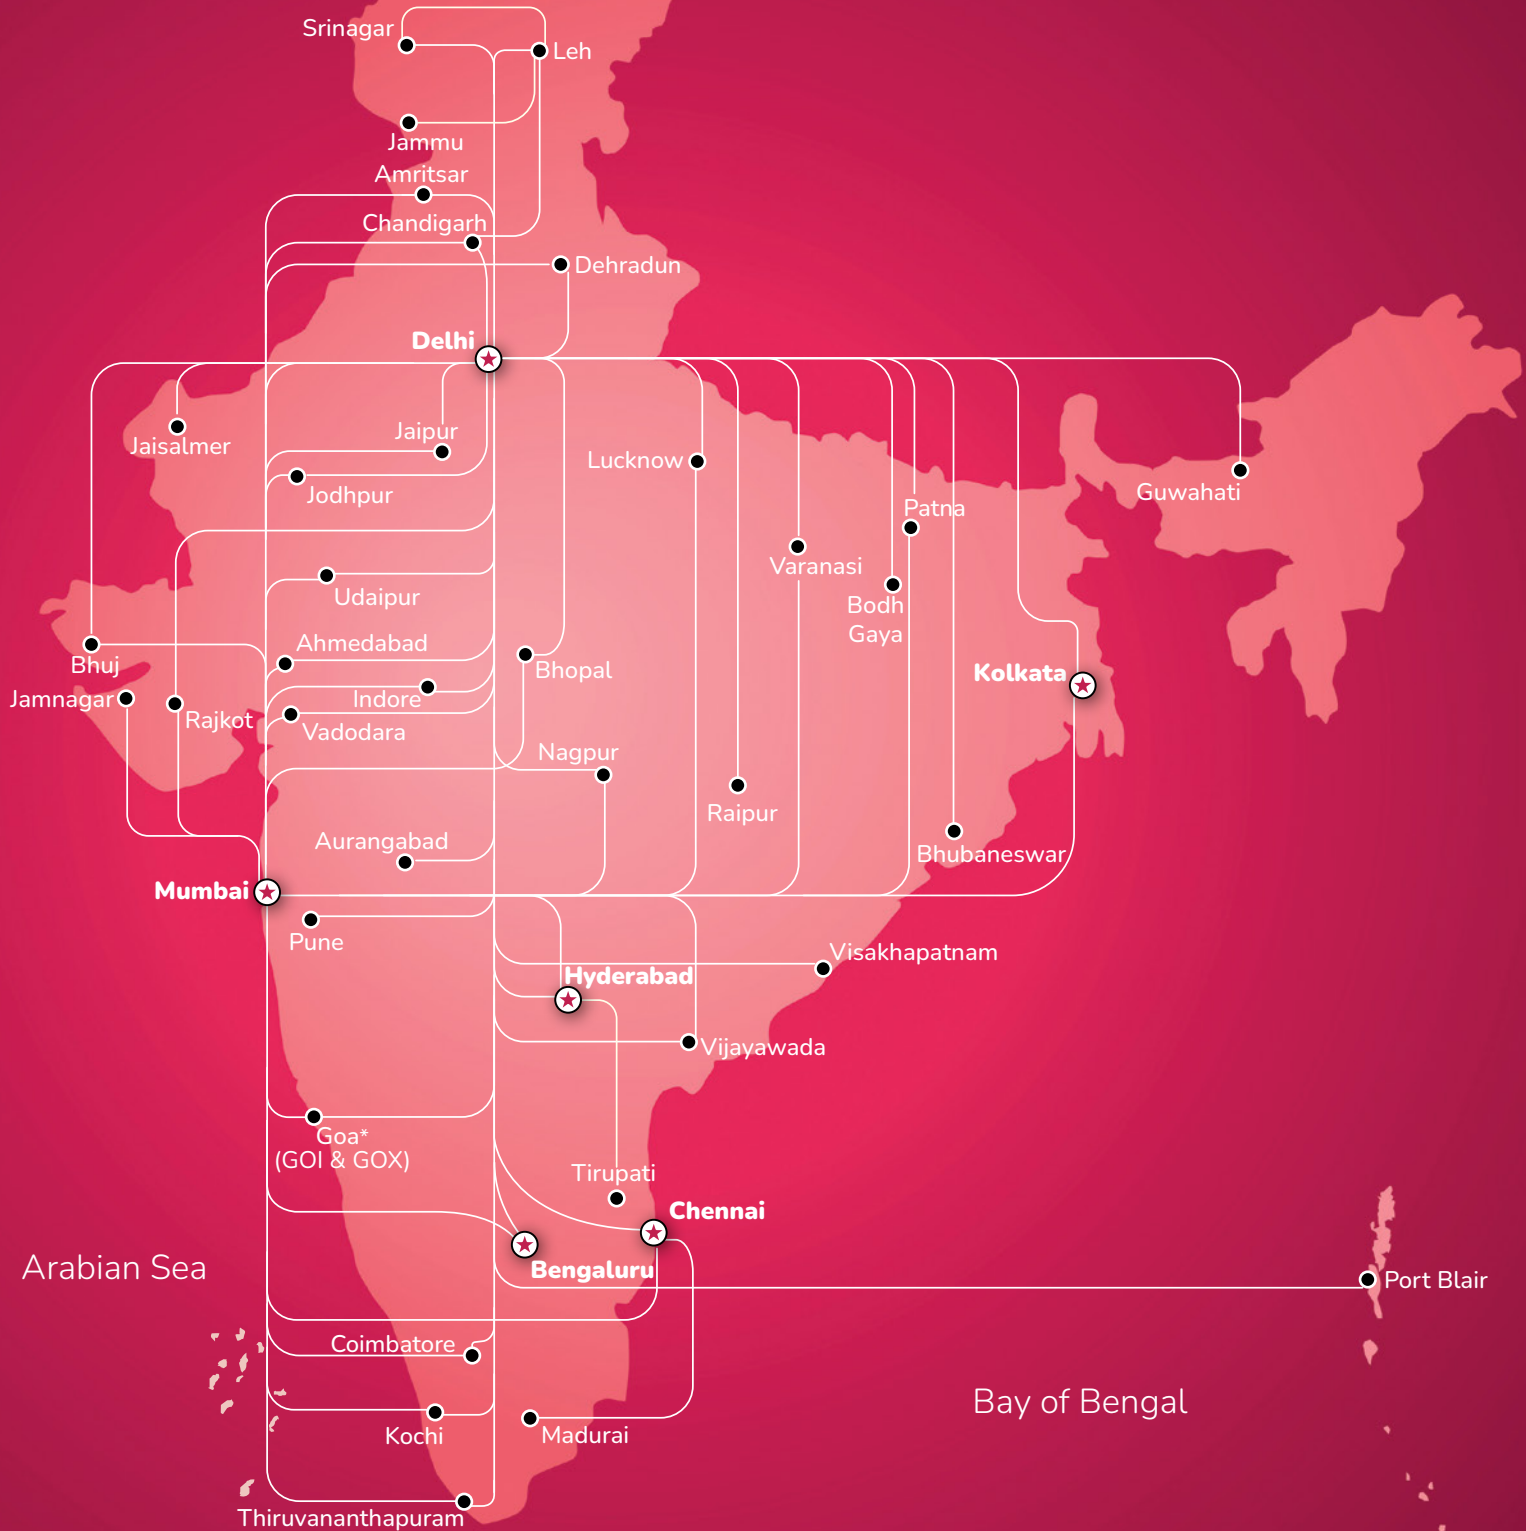 Srinagar
Leh
Jammu
Amritsar
Chandigarh
Dehradun
Delhi
Jaisalmer
Jaipur
Lucknow
Jodhpur
Guwahati
Patna
Varanasi
Udaipur
Bodh
Gaya
Ahmedabad
Bhuj
Bhopal
Kolkata
Jamnagar
Indore
Rajkot
Vadodara
Nagpur
Raipur
Aurangabad
Bhubaneswar
Mumbai
Pune
Visakhapatnam
Hyderabad
Vijayawada
Goa*
(GOI & GOX)
Tirupati
Chennai
Arabian Sea
Bengaluru
Port Blair
Coimbatore
Bay of Bengal
Kochi
Madurai
Thiruvananthapuram